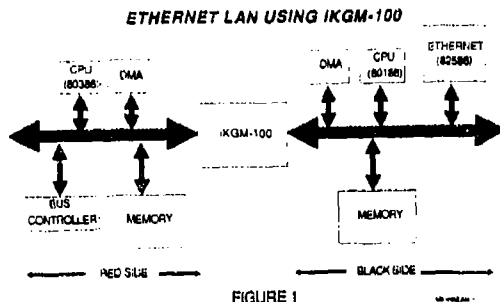 ETHERNET LAN USING IKGM-100
CPU
(80386)
DMA
iKGM-100
DMA
CPU
(80186)
ETHERNET
(82586)
BUS
CONTROLLER
MEMORY
MEMORY
RED SIDE
BLACK SIDE
FIGURE 1